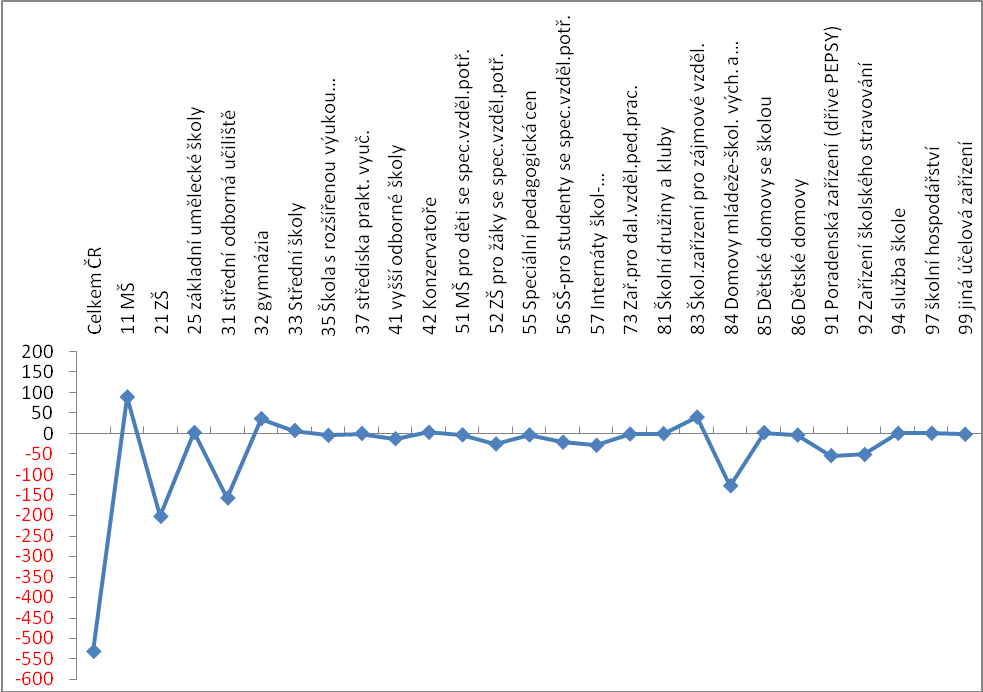 Celkem ČR
11 MŠ
21 ZŠ
25 základní umělecké školy
31 střední odborná učiliště
32 gymnázia
33 Střední školy
35 Škola s rozšířenou výukou...
37 střediska prakt. vyuč.
41 vyšší odborné školy
42 Konzervatoře
51 MŠ pro děti se spec.vzděl.potř.
52 ZŠ pro žáky se spec.vzděl.potř.
55 Speciální pedagogická cen
56 SŠ-pro studenty se spec.vzděl.potř.
57 Internáty škol-...
73 Zař.pro dal.vzděl.ped.prac.
81 Školní družiny a kluby
83 Škol.zařízení pro zájmové vzděl.
84 Domovy mládeže-škol. vých. a...
85 Dětské domovy se školou
86 Dětské domovy
91 Poradenská zařízení (dříve PEPSY)
92 Zařízení školského stravování
94 služba škole
97 školní hospodářství
99 jiná účelová zařízení
200
150
100
50
0
-50
-100
-150
-200
-250
-300
-350
-400
-450
-500
-550
-600